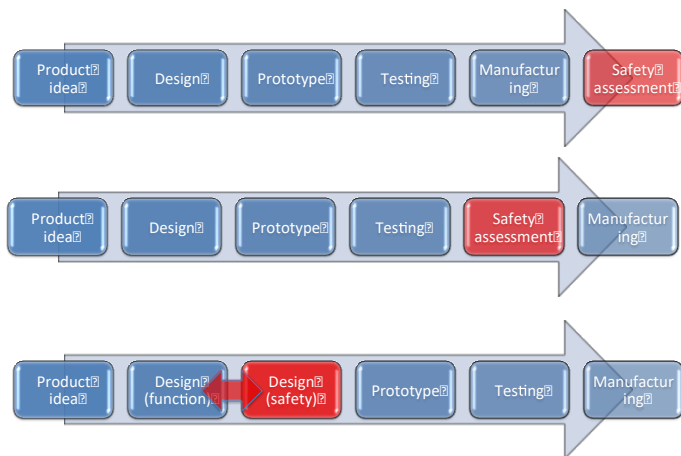 Product
idea
Design
Prototype
Testing
Manufactur
ing
Safety
assessment
Product
idea
Design
Prototype
Testing
Safety
assessment
Manufactur
ing
Product
idea
Design
(function)
Design
(safety)
Prototype
Testing
Manufactur
ing